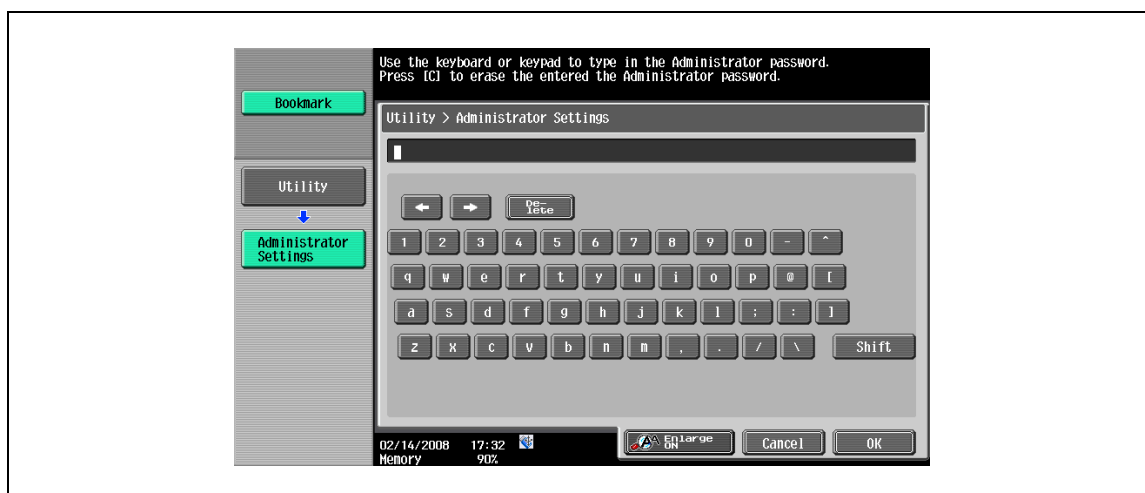 Use the keyboard or keypad to type in the Administrator password.
Press [C] to erase the entered the Administrator password.
Bookmark
Utility > Administrator Settings
Utility
Administrator
Settings
De-
lete
1 2 3 4 5 6 7 8 9 0 - ^
q w e r t y u i o p @ [
a s d f g h j k l ; : ]
z x c v b n m , . / \ Shift
02/14/2008 17:32
Memory 90%
Enlarge
ON
Cancel
OK